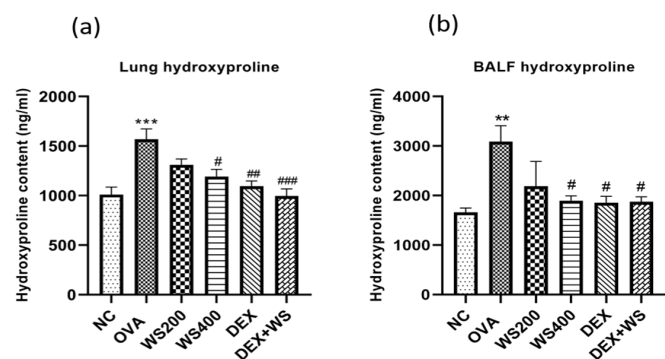 (a)
Lung hydroxyproline
Hydroxyproline content (ng/ml)
2000
1500
1000
500
0
***
#
##
###
NC
OVA
WS200
WS400
DEX
DEX+WS
(b)
BALF hydroxyproline
Hydroxyproline content (ng/ml)
4000
3000
2000
1000
0
**
#
#
#
NC
OVA
WS200
WS400
DEX
DEX+WS